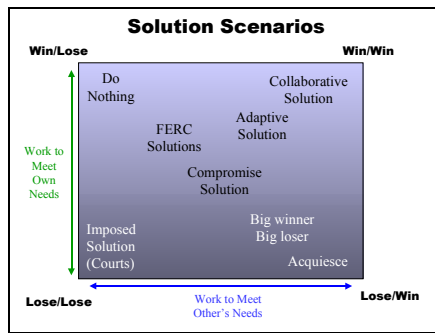 Solution Scenarios
Win/Lose
Win/Win
Do
Nothing
Collaborative
Solution
Adaptive
Solution
FERC
Solutions
Work to
Meet
Own
Needs
Compromise
Solution
Imposed
Solution
(Courts)
Big winner
Big loser
Acquiesce
Lose/Lose
Work to Meet
Other's Needs
Lose/Win